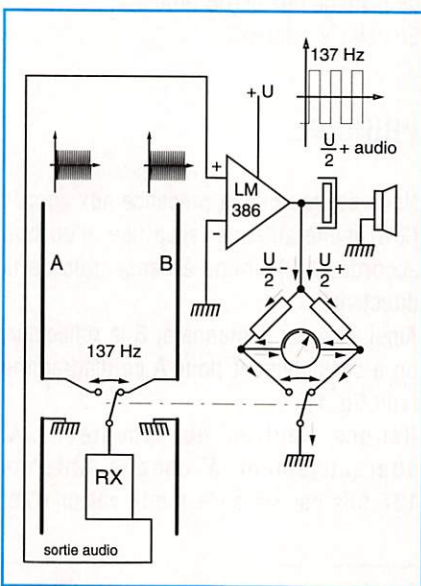 137 Hz
+ U
U/2 + audio
+
LM
386
-
A
B
U/2 -
U/2 +
137 Hz
RX
sortie audio